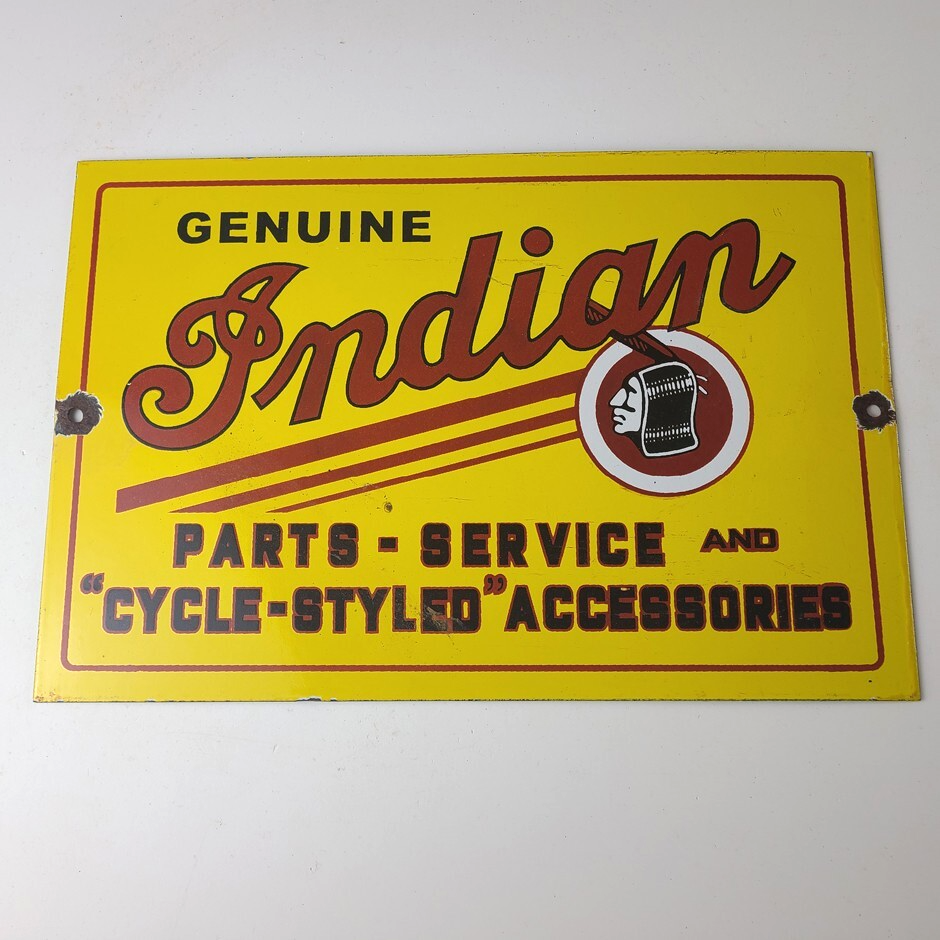 GENUINE
Indian
PARTS - SERVICE AND
“CYCLE-STYLED” ACCESSORIES